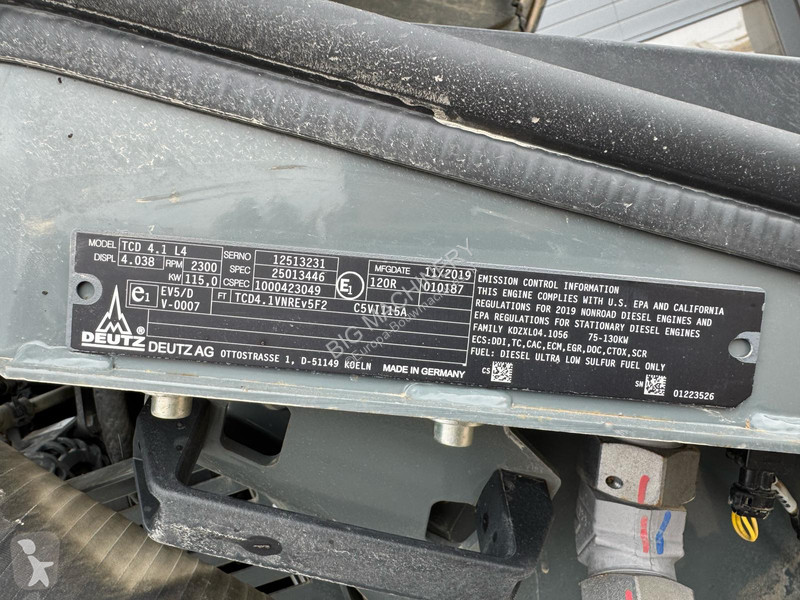 MODEL TCD 4.1 L4 SERNO 12513231 MFGDATE 11/2019
DISPL 4.038 RPM 2300 SPEC 25013446 E1 120R 010187
KW 115,0 CSPEC 1000423049
e1 EV5/D FT TCD4.1VNREv5F2 C5VI115A
V-0007
DEUTZ DEUTZ AG OTTOSTRASSE 1, D-51149 KOELN MADE IN GERMANY
EMISSION CONTROL INFORMATION
THIS ENGINE COMPLIES WITH U.S. EPA AND CALIFORNIA
REGULATIONS FOR 2019 NONROAD DIESEL ENGINES AND
EPA REGULATIONS FOR STATIONARY DIESEL ENGINES
FAMILY KDZXL04.1056 75-130KW
ECS:DDI,TC,CAC,ECM,EGR,DOC,CTOX,SCR
FUEL: DIESEL ULTRA LOW SULFUR FUEL ONLY
CS SN 01223526
BIG MACHINERY